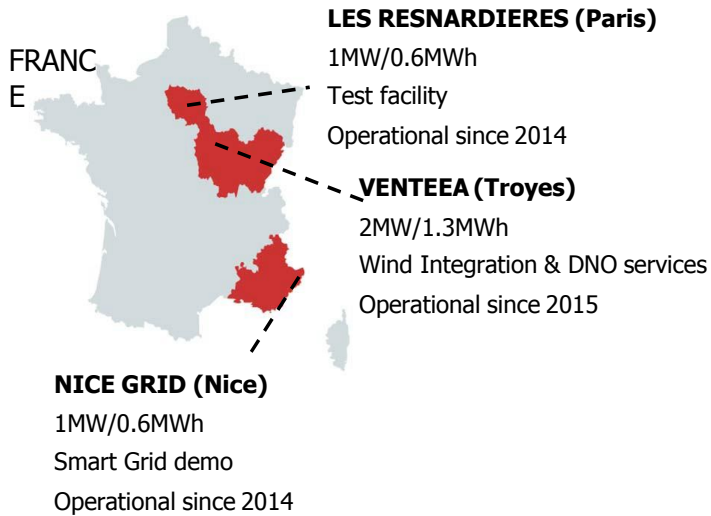 FRANC
E
LES RESNARDIERES (Paris)
1MW/0.6MWh
Test facility
Operational since 2014
VENTEEA (Troyes)
2MW/1.3MWh
Wind Integration & DNO services
Operational since 2015
NICE GRID (Nice)
1MW/0.6MWh
Smart Grid demo
Operational since 2014